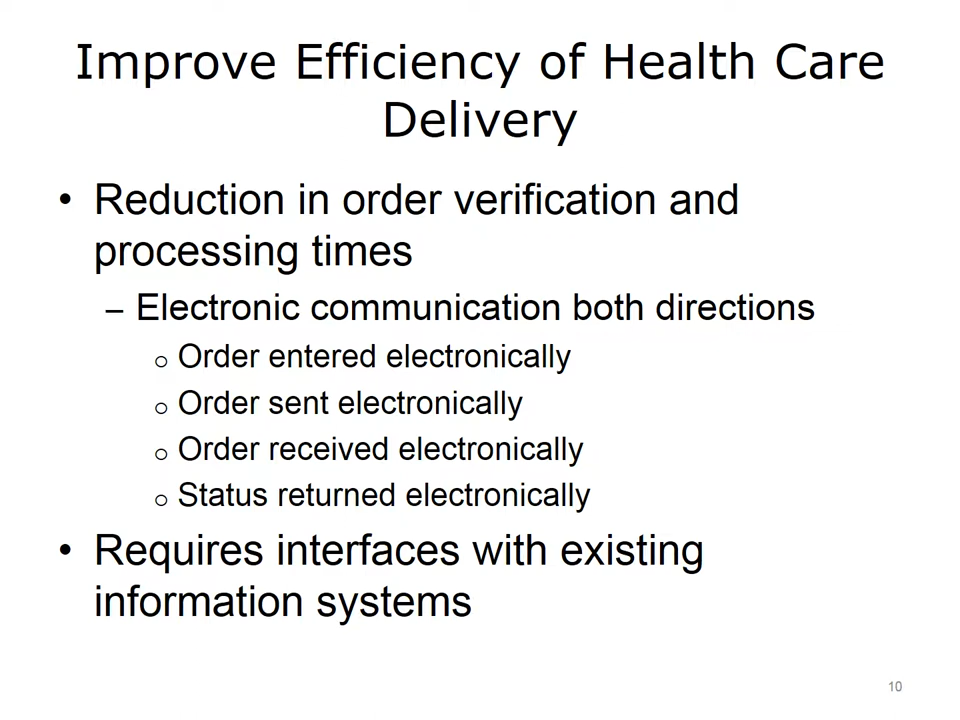 Improve Efficiency of Health Care
Delivery
• Reduction in order verification and
processing times
– Electronic communication both directions
o Order entered electronically
o Order sent electronically
o Order received electronically
o Status returned electronically
• Requires interfaces with existing
information systems
10